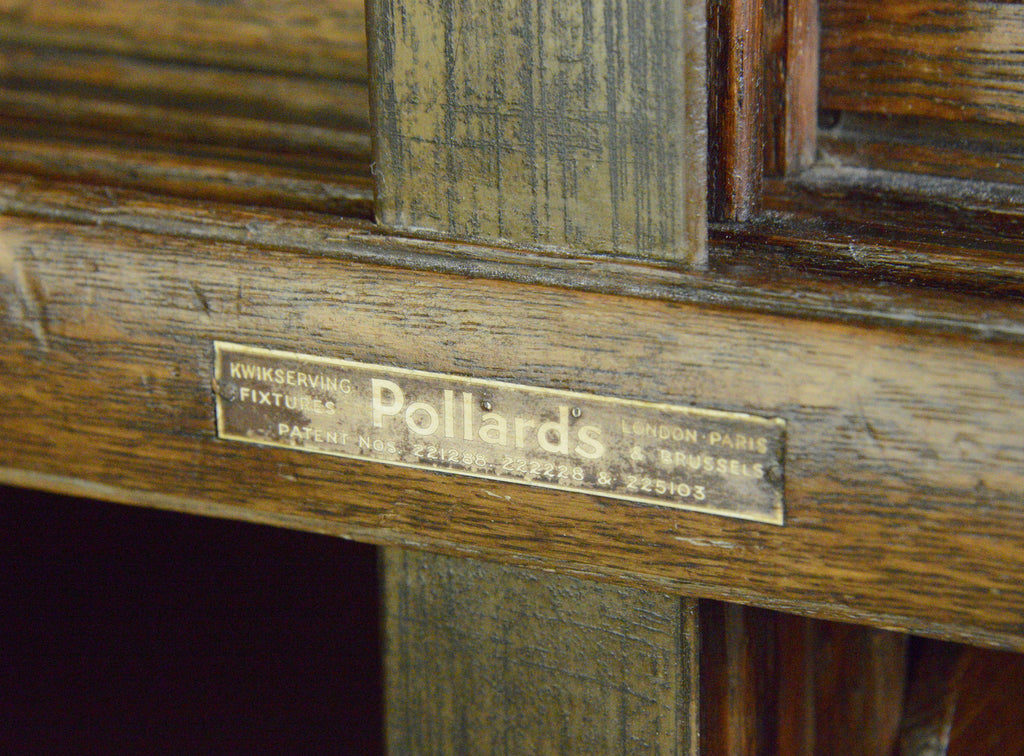 KWIKSERVING FIXTURES
Pollard's
LONDON · PARIS & BRUSSELS
PATENT NOS. 221288. 222228 & 225103